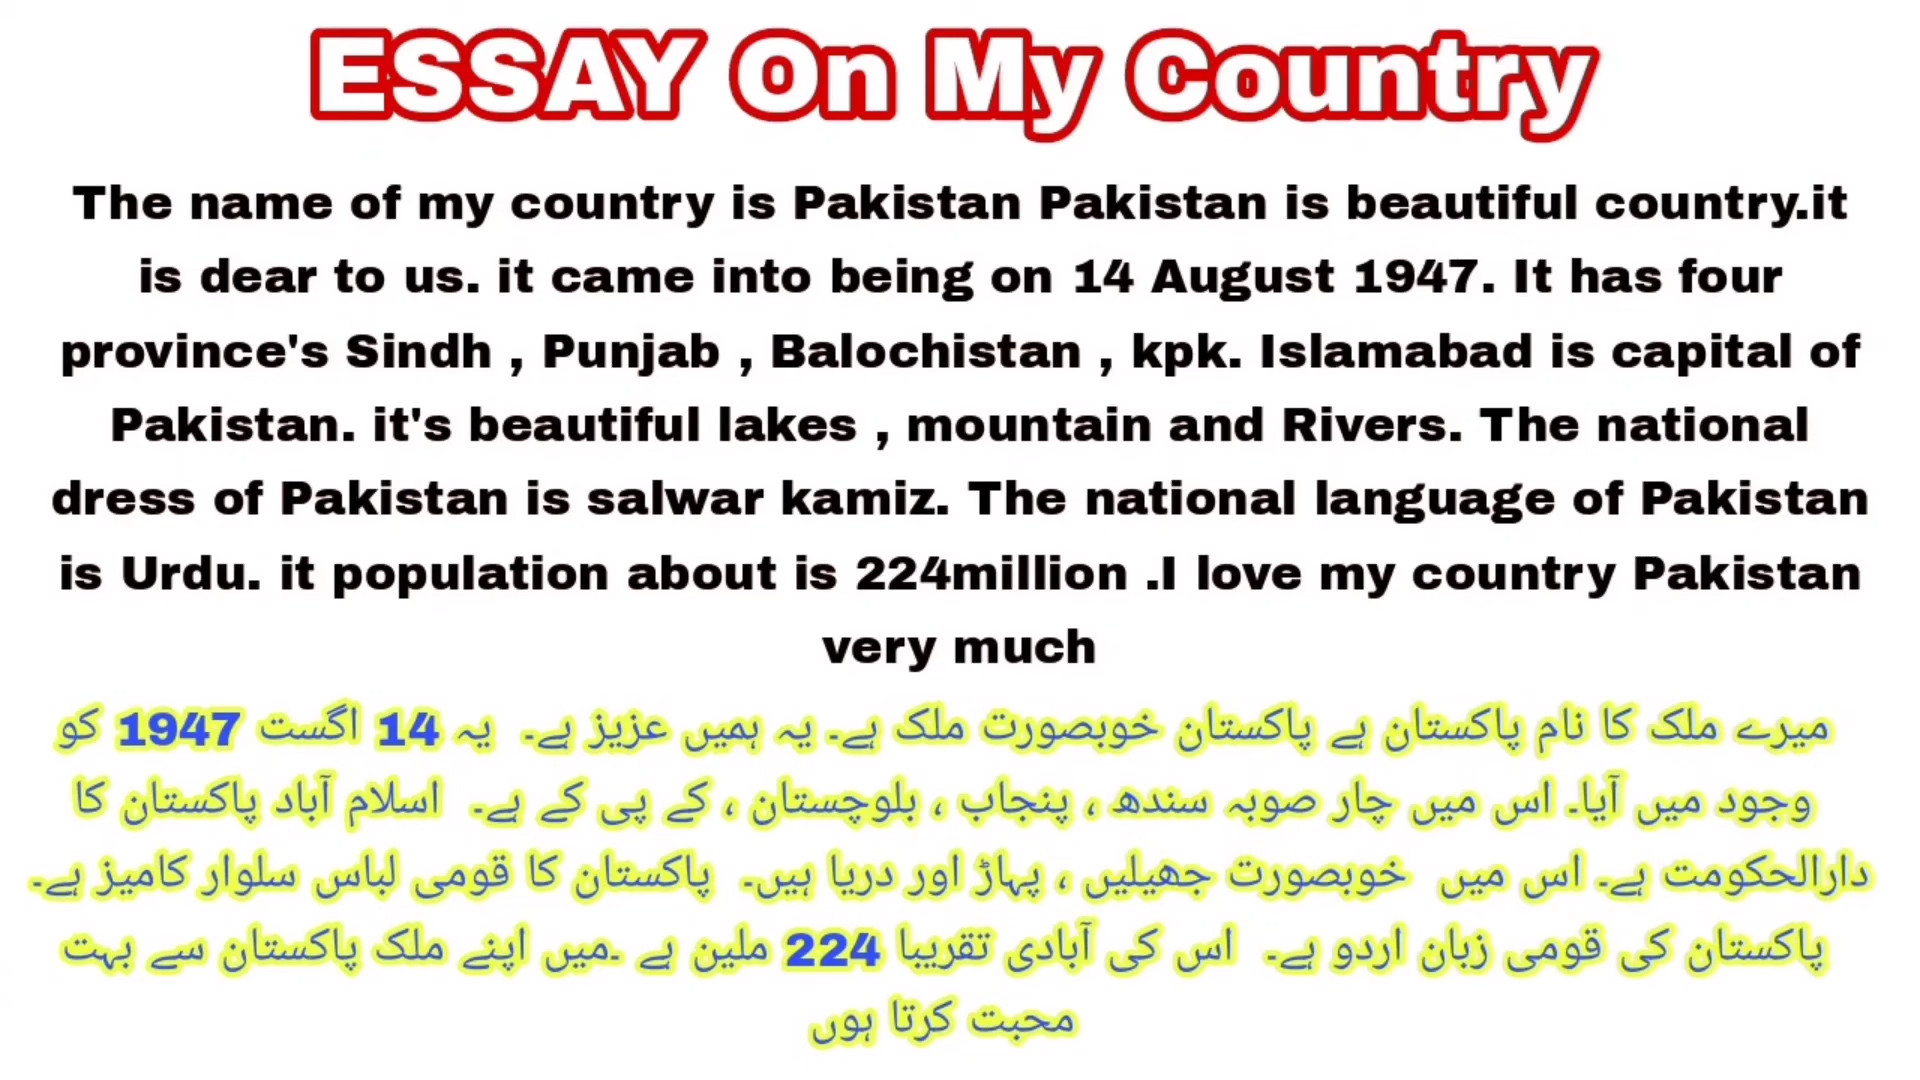 ESSAY On My Country
The name of my country is Pakistan Pakistan is beautiful country.it
is dear to us. it came into being on 14 August 1947. It has four
province's Sindh , Punjab , Balochistan , kpk. Islamabad is capital of
Pakistan. it's beautiful lakes , mountain and Rivers. The national
dress of Pakistan is salwar kamiz. The national language of Pakistan
is Urdu. it population about is 224million .I love my country Pakistan
very much
میرے ملک کا نام پاکستان ہے پاکستان خوبصورت ملک ہے۔ یہ ہمیں عزیز ہے۔ یہ 14 اگست 1947 کو
وجود میں آیا۔ اس میں چار صوبہ سندھ ، پنجاب ، بلوچستان ، کے پی کے ہے۔ اسلام آباد پاکستان کا
دارالحکومت ہے۔ اس میں خوبصورت جھیلیں ، پہاڑ اور دریا ہیں۔ پاکستان کا قومی لباس سلوار کامیز ہے۔
پاکستان کی قومی زبان اردو ہے۔ اس کی آبادی تقریبا 224 ملین ہے ۔میں اپنے ملک پاکستان سے بہت
محبت کرتا ہوں